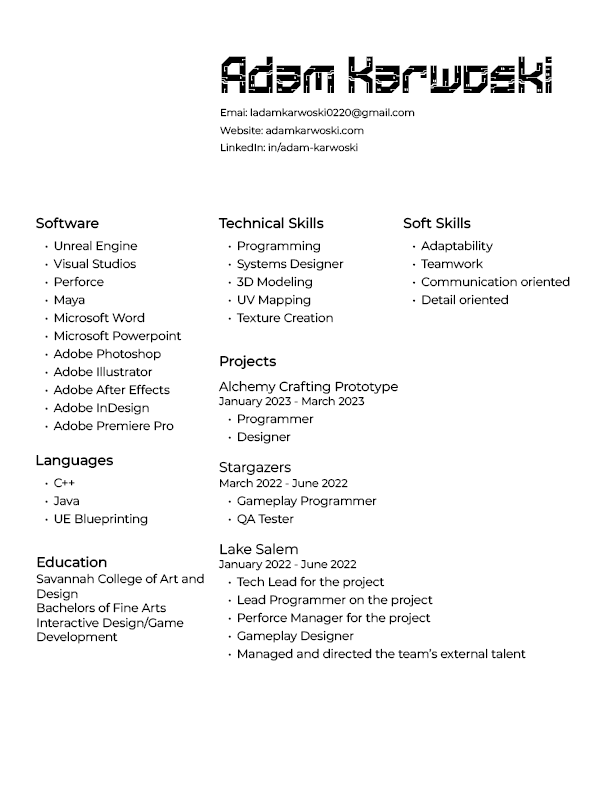 Adam Karwoski
Emai: ladamkarwoski0220@gmail.com
Website: adamkarwoski.com
LinkedIn: in/adam-karwoski
Software
• Unreal Engine
• Visual Studios
• Perforce
• Maya
• Microsoft Word
• Microsoft Powerpoint
• Adobe Photoshop
• Adobe Illustrator
• Adobe After Effects
• Adobe InDesign
• Adobe Premiere Pro
Languages
• C++
• Java
• UE Blueprinting
Education
Savannah College of Art and
Design
Bachelors of Fine Arts
Interactive Design/Game
Development
Technical Skills
• Programming
• Systems Designer
• 3D Modeling
• UV Mapping
• Texture Creation
Projects
Alchemy Crafting Prototype
January 2023 - March 2023
• Programmer
• Designer
Stargazers
March 2022 - June 2022
• Gameplay Programmer
• QA Tester
Lake Salem
January 2022 - June 2022
• Tech Lead for the project
• Lead Programmer on the project
• Perforce Manager for the project
• Gameplay Designer
• Managed and directed the team's external talent
Soft Skills
• Adaptability
• Teamwork
• Communication oriented
• Detail oriented